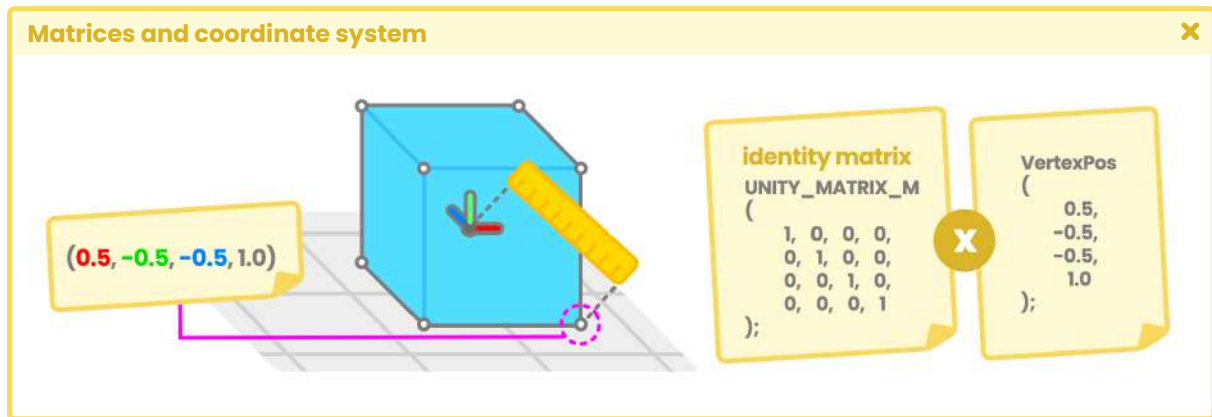 Matrices and coordinate system
(0.5, -0.5, -0.5, 1.0)
identity matrix
UNITY_MATRIX_M
(
1, 0, 0, 0,
0, 1, 0, 0,
0, 0, 1, 0,
0, 0, 0, 1
);
X
VertexPos
(
0.5,
-0.5,
-0.5,
1.0
);